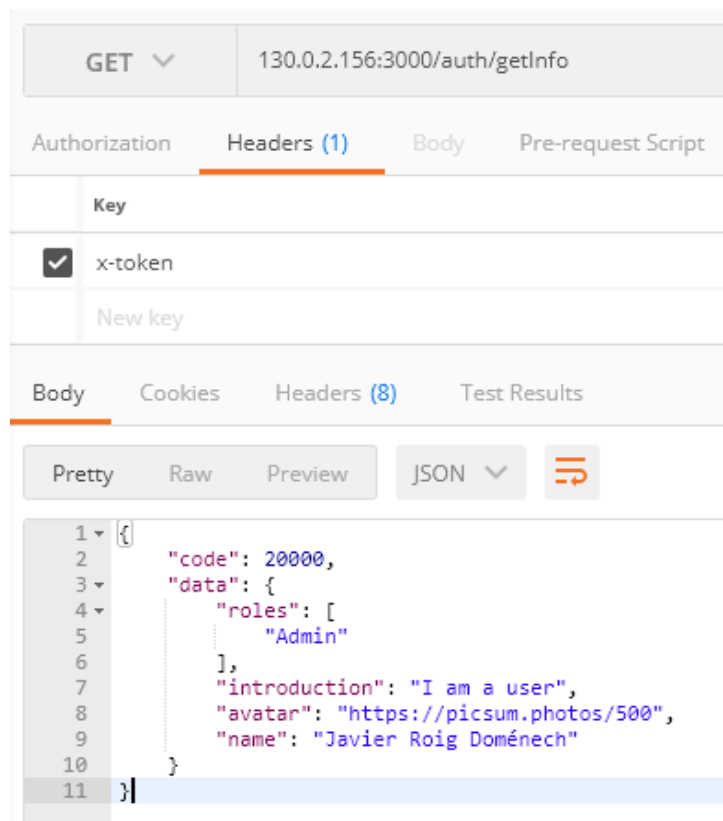 GET 130.0.2.156:3000/auth/getInfo
Authorization Headers (1) Body Pre-request Script
Key
x-token
New key
Body Cookies Headers (8) Test Results
Pretty Raw Preview JSON
1 {
2 "code": 20000,
3 "data": {
4 "roles": [
5 "Admin"
6 ],
7 "introduction": "I am a user",
8 "avatar": "https://picsum.photos/500",
9 "name": "Javier Roig Doménech"
10 }
11 }